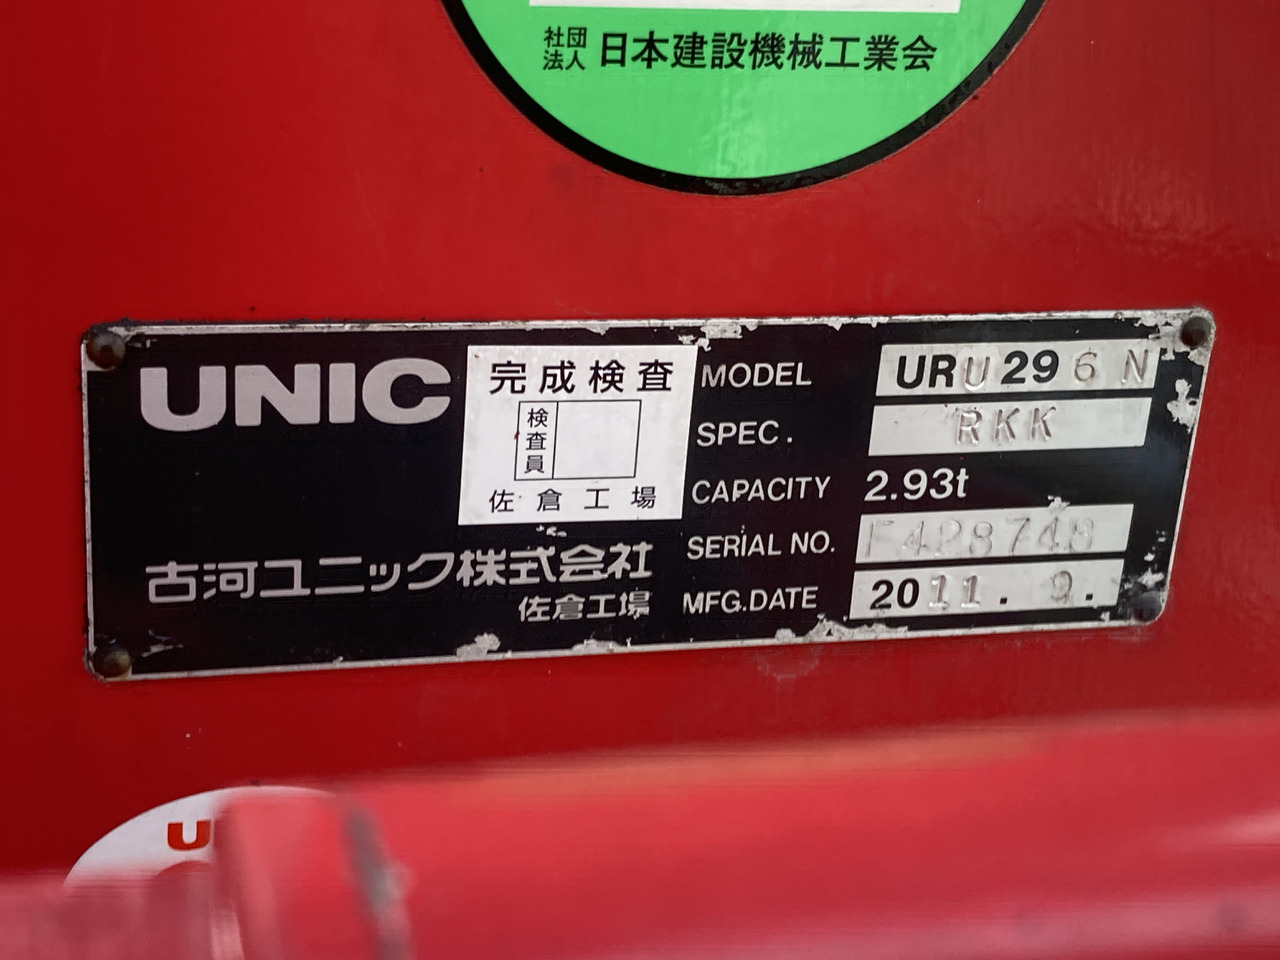 社団法人 日本建設機械工業会
UNIC
完成検査
検査員
佐倉工場
古河ユニック株式会社
佐倉工場
MODEL URU296N
SPEC. RKK
CAPACITY 2.93t
SERIAL NO. F428748
MFG.DATE 2011. 9.
U